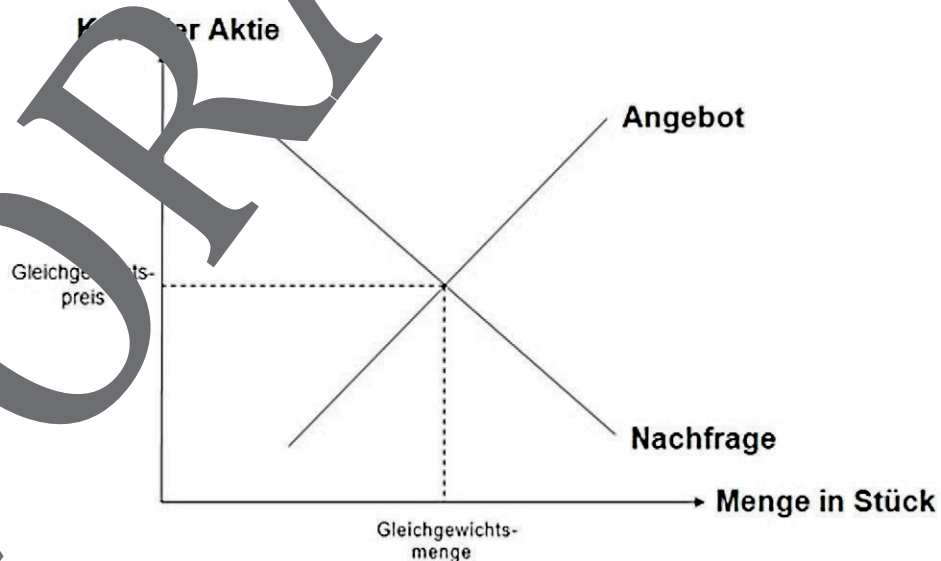 Aktie
Angebot
preis
Nachfrage
Menge in Stück
Gleichgewichts-
menge